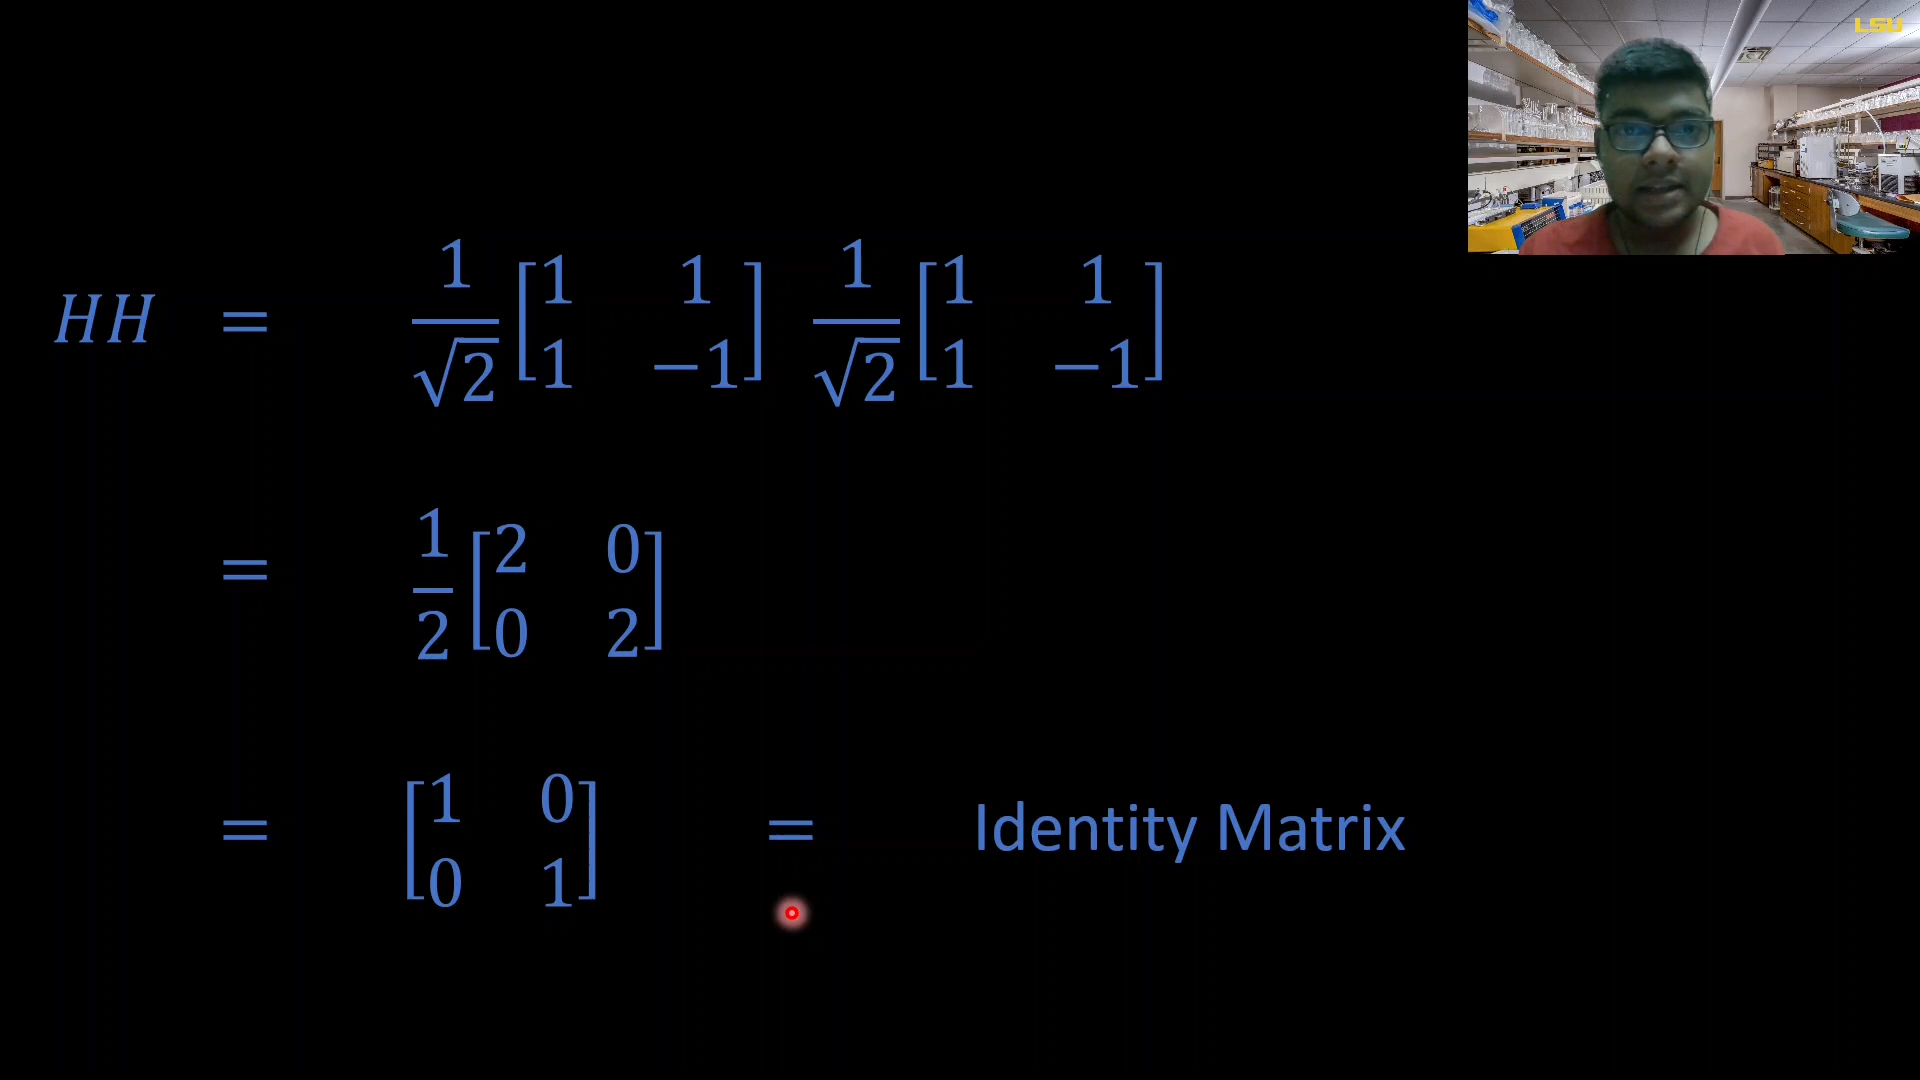 LSU
HH = 1/√2 [1 1; 1 −1] 1/√2 [1 1; 1 −1]
= 1/2 [2 0; 0 2]
= [1 0; 0 1] = Identity Matrix